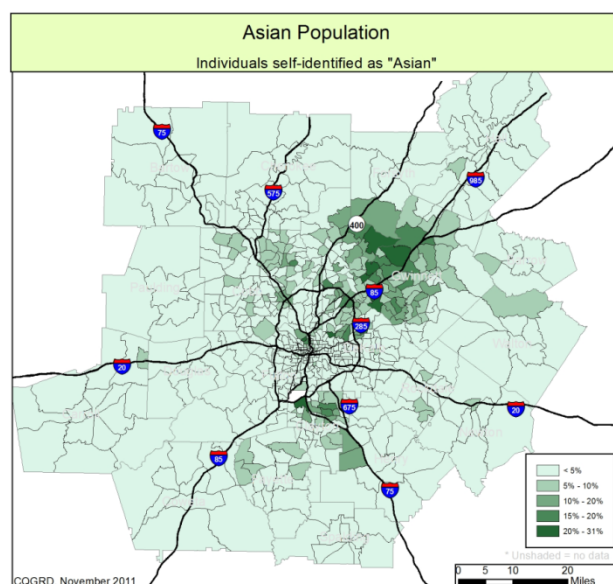 Asian Population
Individuals self-identified as "Asian"
75
575
985
400
85
285
20
675
20
85
75
< 5%
5% - 10%
10% - 20%
15% - 20%
20% - 31%
* Unshaded = no data
0 10 20
Miles
CQGRD, November 2011